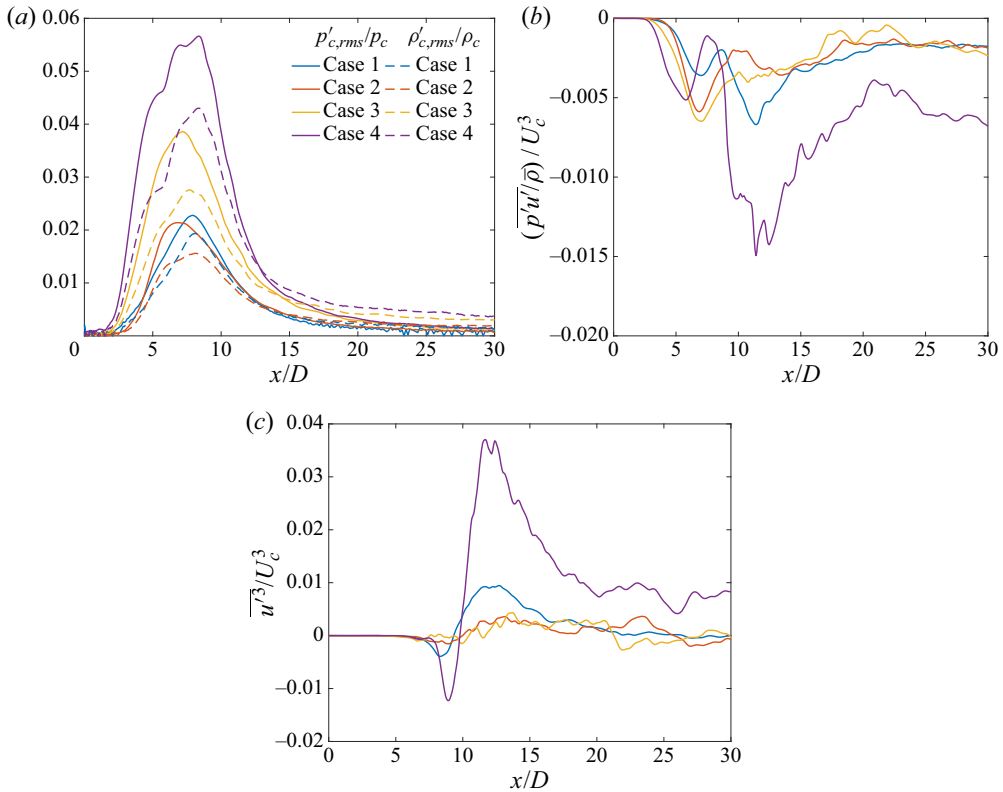 (a)
0.06
0.05
0.04
0.03
0.02
0.01
0 5 10 15 20 25 30
x/D
p′c,rms/pc ρ′c,rms/ρc
Case 1 Case 1
Case 2 Case 2
Case 3 Case 3
Case 4 Case 4
(b)
0
−0.005
−0.010
−0.015
−0.020
0 5 10 15 20 25 30
x/D
(p′u′/ρ̅) / U_c^3
(c)
0.04
0.03
0.02
0.01
0
−0.01
−0.02
0 5 10 15 20 25 30
x/D
u′^3/U_c^3